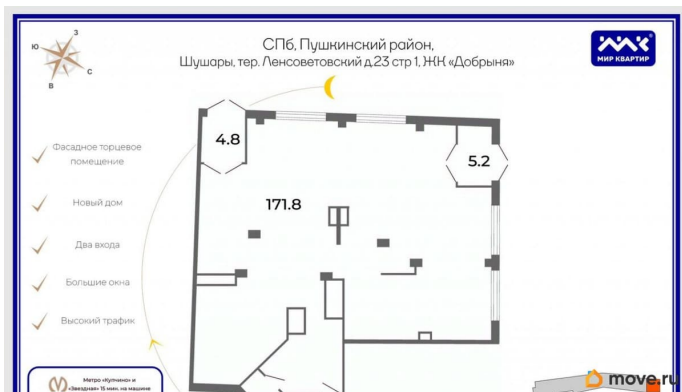 З
Ю
С
В
СПб, Пушкинский район,
Шушары, тер. Ленсоветовский д.23 стр 1, ЖК «Добрыня»
МИР КВАРТИР
4.8
5.2
171.8
Фасадное торцевое
помещение
Новый дом
Два входа
Большие окна
Высокий трафик
Метро «Купчино» и
«Звездная» 15 мин. на машине
move.ru